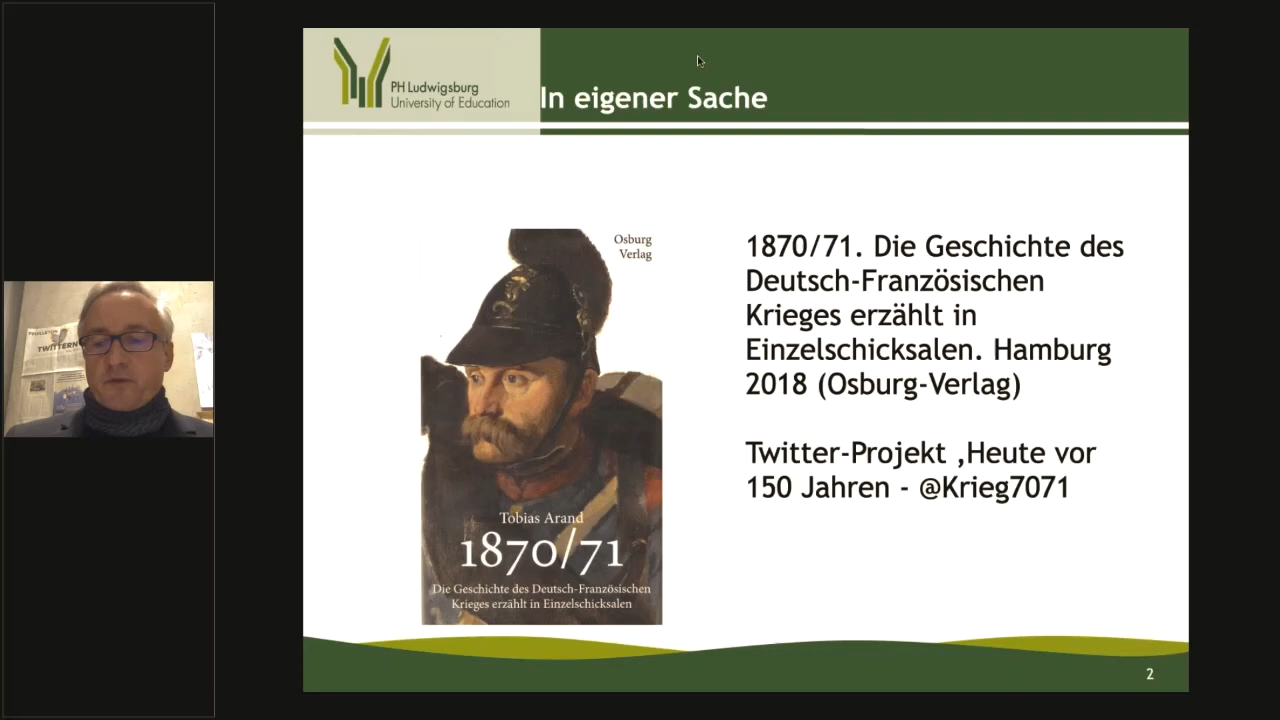 PH Ludwigsburg
University of Education
In eigener Sache
FEUILLETON
TWITTERN
Osburg
Verlag
Tobias Arand
1870/71
Die Geschichte des Deutsch-Französischen
Krieges erzählt in Einzelschicksalen
1870/71. Die Geschichte des
Deutsch-Französischen
Krieges erzählt in
Einzelschicksalen. Hamburg
2018 (Osburg-Verlag)
Twitter-Projekt ‚Heute vor
150 Jahren - @Krieg7071
2